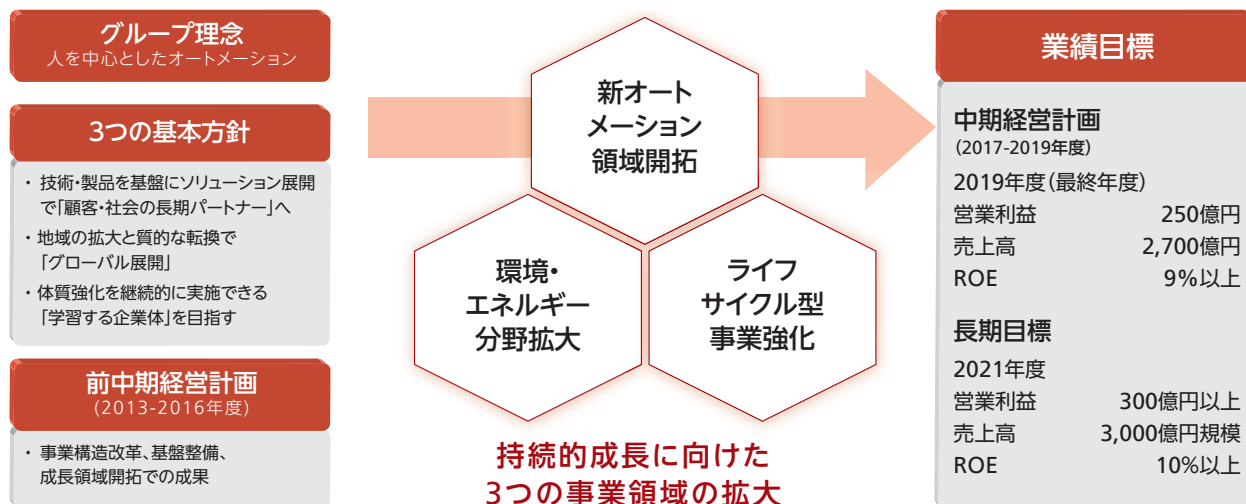 グループ理念
人を中心としたオートメーション
3つの基本方針
・ 技術・製品を基盤にソリューション展開
で「顧客・社会の長期パートナー」へ
・ 地域の拡大と質的な転換で
「グローバル展開」
・ 体質強化を継続的に実施できる
「学習する企業体」を目指す
前中期経営計画
(2013-2016年度)
・ 事業構造改革、基盤整備、
成長領域開拓での成果
新オート
メーション
領域開拓
環境・
エネルギー
分野拡大
ライフ
サイクル型
事業強化
持続的成長に向けた
3つの事業領域の拡大
業績目標
中期経営計画
(2017-2019年度)
2019年度(最終年度)
営業利益 250億円
売上高 2,700億円
ROE 9%以上
長期目標
2021年度
営業利益 300億円以上
売上高 3,000億円規模
ROE 10%以上